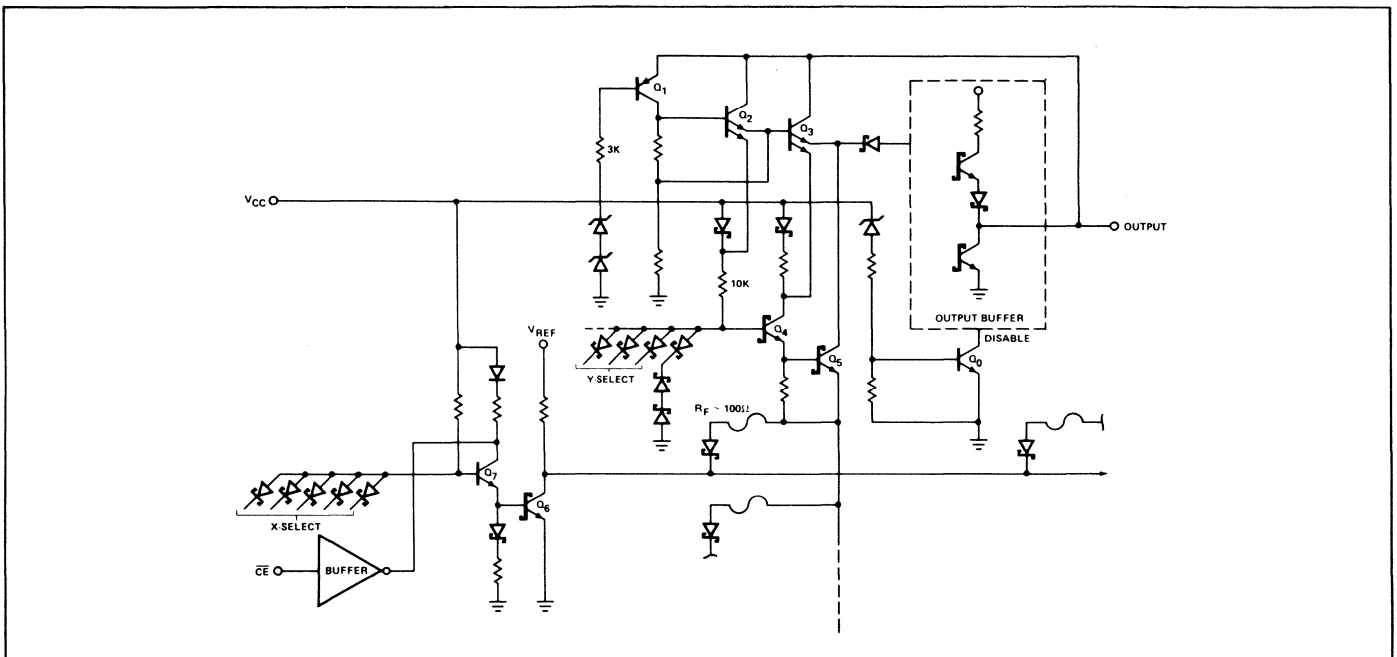 Q1
Q2
Q3
3K
VCC
OUTPUT
10K
OUTPUT BUFFER
DISABLE
VREF
Q4
Y-SELECT
Q5
Q0
RF ~ 100Ω
Q7
Q6
X-SELECT
CE
BUFFER